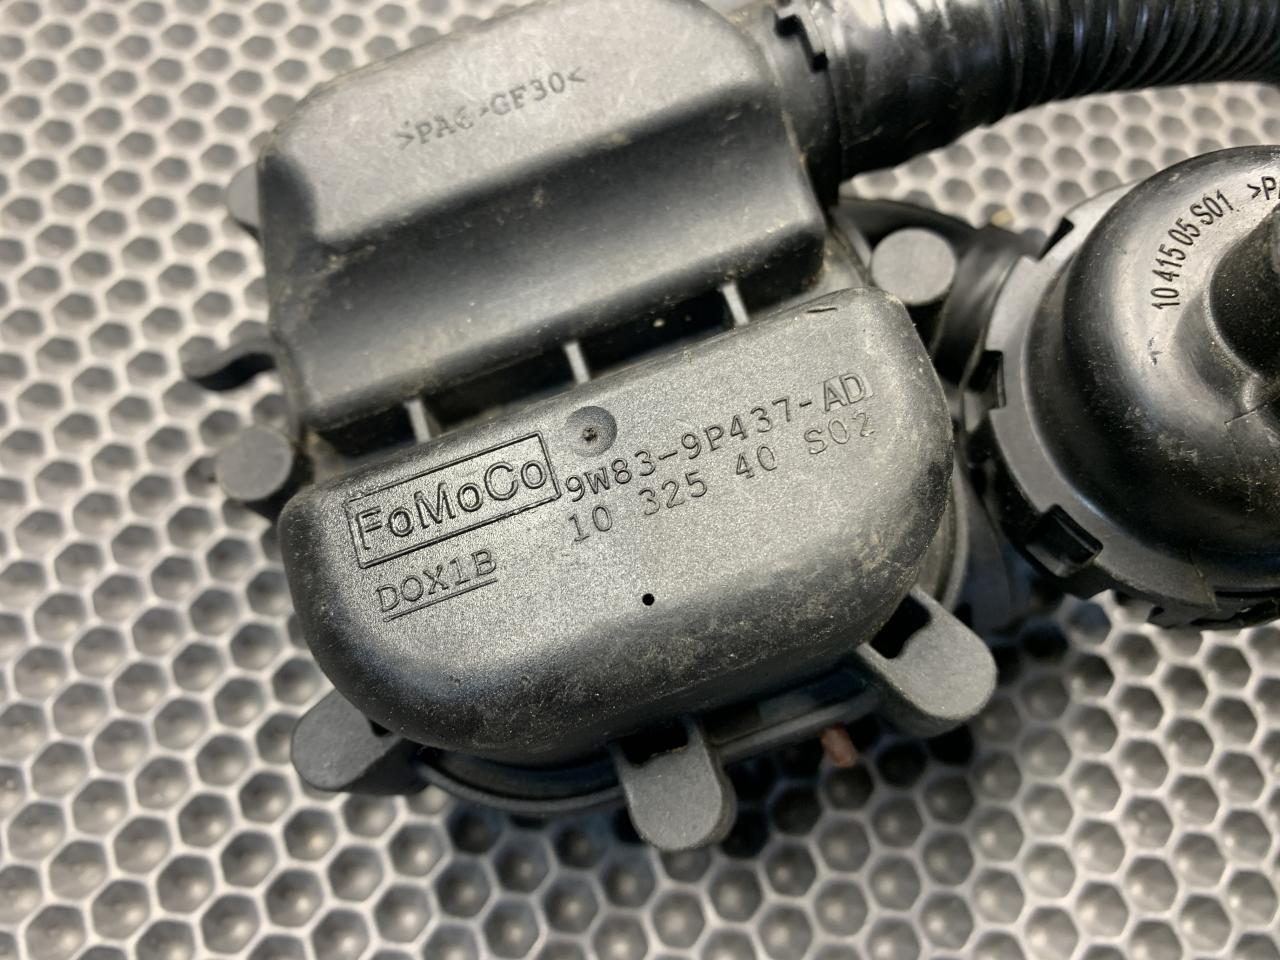 >PA6-GF30<
10 415 05 S01 >P
FoMoCo 9W83-9P437-AD
DOX1B 10 325 40 S02